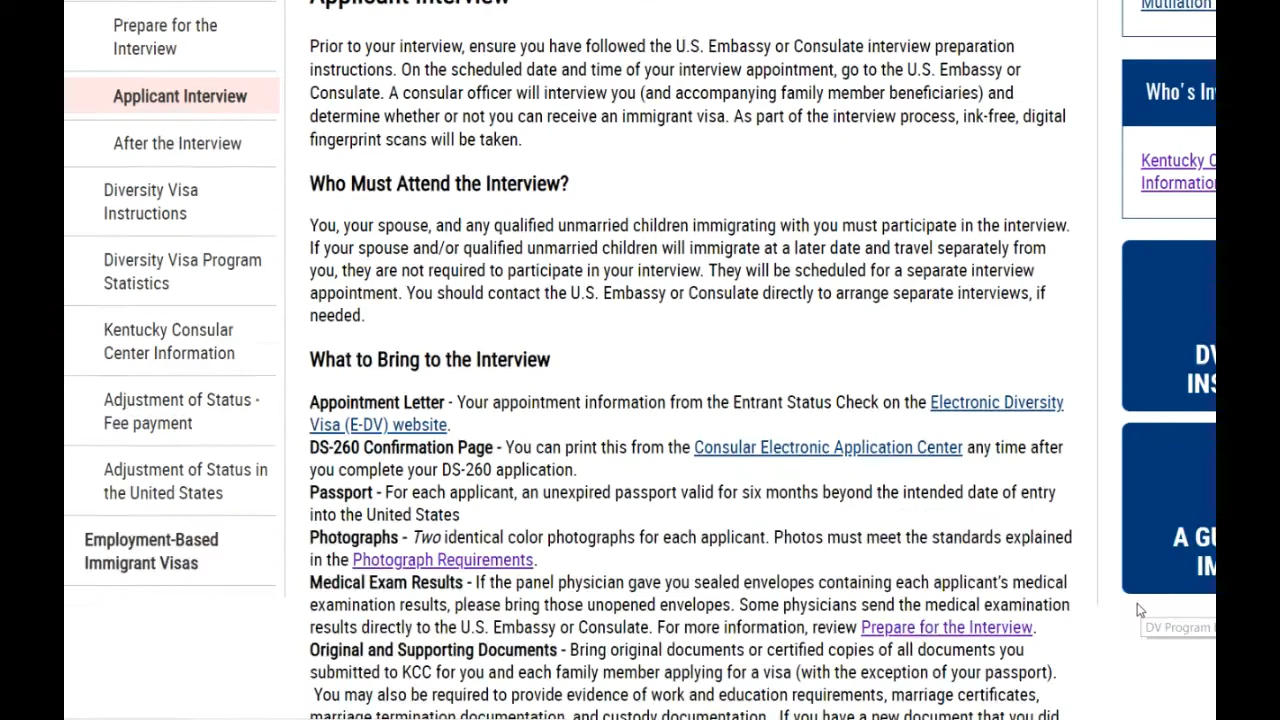 Applicant Interview
Mutilation
Prepare for the
Interview
Applicant Interview
After the Interview
Diversity Visa
Instructions
Diversity Visa Program
Statistics
Kentucky Consular
Center Information
Adjustment of Status -
Fee payment
Adjustment of Status in
the United States
Employment-Based
Immigrant Visas
Prior to your interview, ensure you have followed the U.S. Embassy or Consulate interview preparation
instructions. On the scheduled date and time of your interview appointment, go to the U.S. Embassy or
Consulate. A consular officer will interview you (and accompanying family member beneficiaries) and
determine whether or not you can receive an immigrant visa. As part of the interview process, ink-free, digital
fingerprint scans will be taken.
Who Must Attend the Interview?
You, your spouse, and any qualified unmarried children immigrating with you must participate in the interview.
If your spouse and/or qualified unmarried children will immigrate at a later date and travel separately from
you, they are not required to participate in your interview. They will be scheduled for a separate interview
appointment. You should contact the U.S. Embassy or Consulate directly to arrange separate interviews, if
needed.
What to Bring to the Interview
Appointment Letter - Your appointment information from the Entrant Status Check on the Electronic Diversity
Visa (E-DV) website.
DS-260 Confirmation Page - You can print this from the Consular Electronic Application Center any time after
you complete your DS-260 application.
Passport - For each applicant, an unexpired passport valid for six months beyond the intended date of entry
into the United States
Photographs - Two identical color photographs for each applicant. Photos must meet the standards explained
in the Photograph Requirements.
Medical Exam Results - If the panel physician gave you sealed envelopes containing each applicant's medical
examination results, please bring those unopened envelopes. Some physicians send the medical examination
results directly to the U.S. Embassy or Consulate. For more information, review Prepare for the Interview.
Original and Supporting Documents - Bring original documents or certified copies of all documents you
submitted to KCC for you and each family member applying for a visa (with the exception of your passport).
You may also be required to provide evidence of work and education requirements, marriage certificates,
marriage termination documentation, and custody documentation. If you have a new document that you did
Who's In
Kentucky C
Informatio
DV
INS
A GU
IM
DV Program